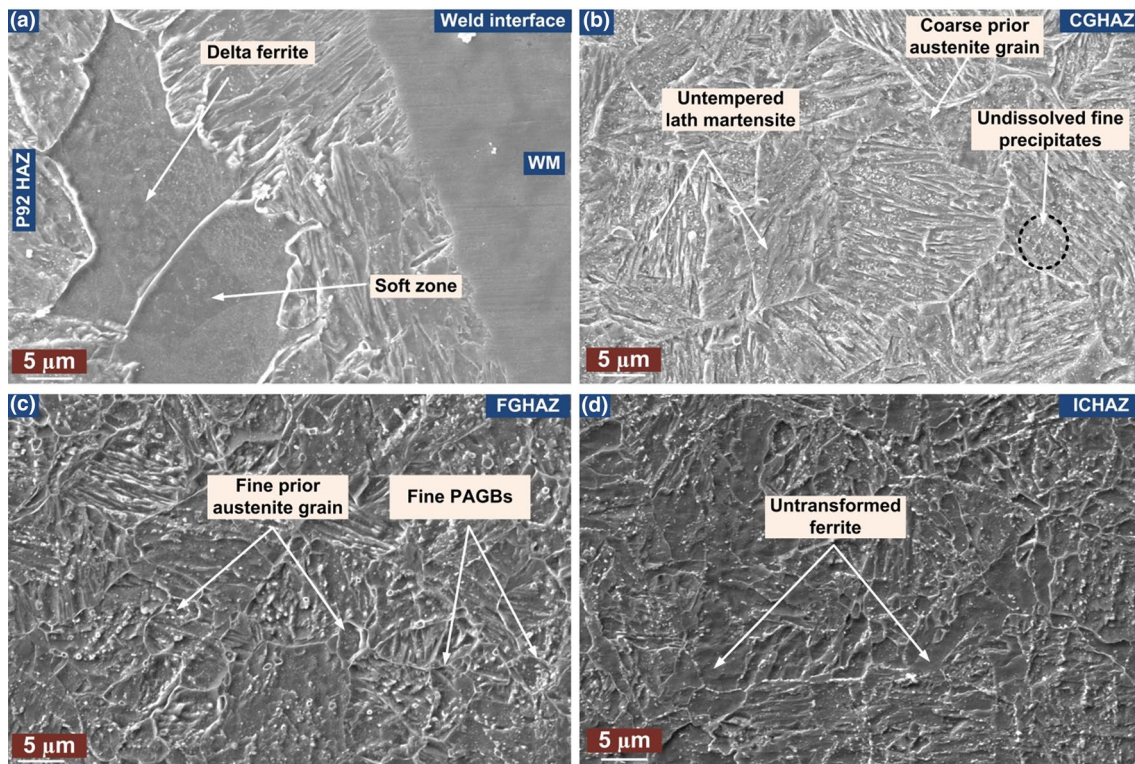 (a)
Weld interface
Delta ferrite
P92 HAZ
WM
Soft zone
5 μm
(b)
CGHAZ
Coarse prior
austenite grain
Untempered
lath martensite
Undissolved fine
precipitates
5 μm
(c)
FGHAZ
Fine prior
austenite grain
Fine PAGBs
5 μm
(d)
ICHAZ
Untransformed
ferrite
5 μm